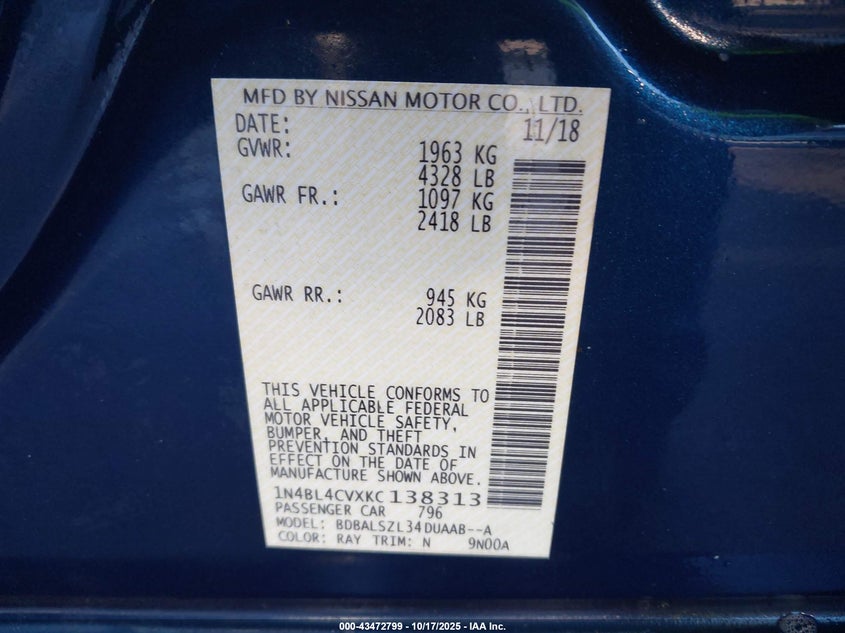 MFD BY NISSAN MOTOR CO., LTD.
DATE: 11/18
GVWR: 1963 KG
4328 LB
GAWR FR.: 1097 KG
2418 LB
GAWR RR.: 945 KG
2083 LB
THIS VEHICLE CONFORMS TO
ALL APPLICABLE FEDERAL
MOTOR VEHICLE SAFETY,
BUMPER, AND THEFT
PREVENTION STANDARDS IN
EFFECT ON THE DATE OF
MANUFACTURE SHOWN ABOVE.
1N4BL4CVXKC138313
PASSENGER CAR 796
MODEL: BDBALSZL34DUAAB--A
COLOR: RAY TRIM: N 9N00A
000-43472799 - 10/17/2025 - IAA Inc.